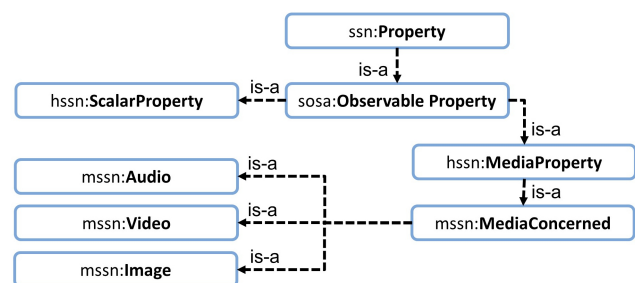 ssn:Property
is-a
is-a
hssn:ScalarProperty
sosa:Observable Property
is-a
hssn:MediaProperty
is-a
mssn:Audio
is-a
is-a
mssn:Video
mssn:MediaConcerned
is-a
mssn:Image